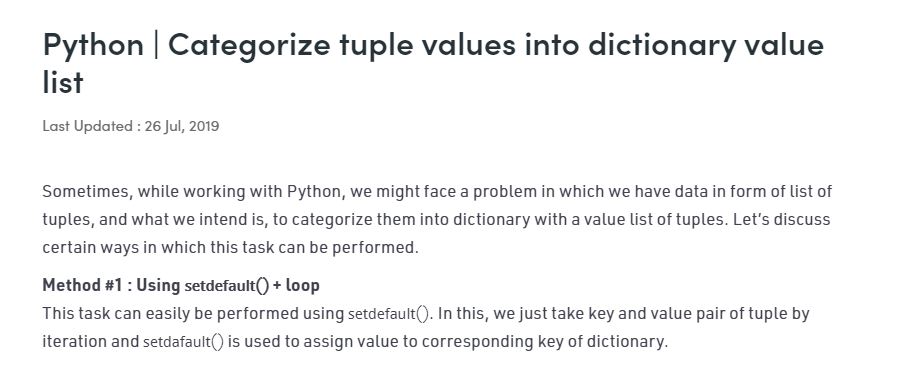 Python | Categorize tuple values into dictionary value
list
Last Updated : 26 Jul, 2019
Sometimes, while working with Python, we might face a problem in which we have data in form of list of
tuples, and what we intend is, to categorize them into dictionary with a value list of tuples. Let’s discuss
certain ways in which this task can be performed.
Method #1 : Using setdefault() + loop
This task can easily be performed using setdefault(). In this, we just take key and value pair of tuple by
iteration and setdafault() is used to assign value to corresponding key of dictionary.